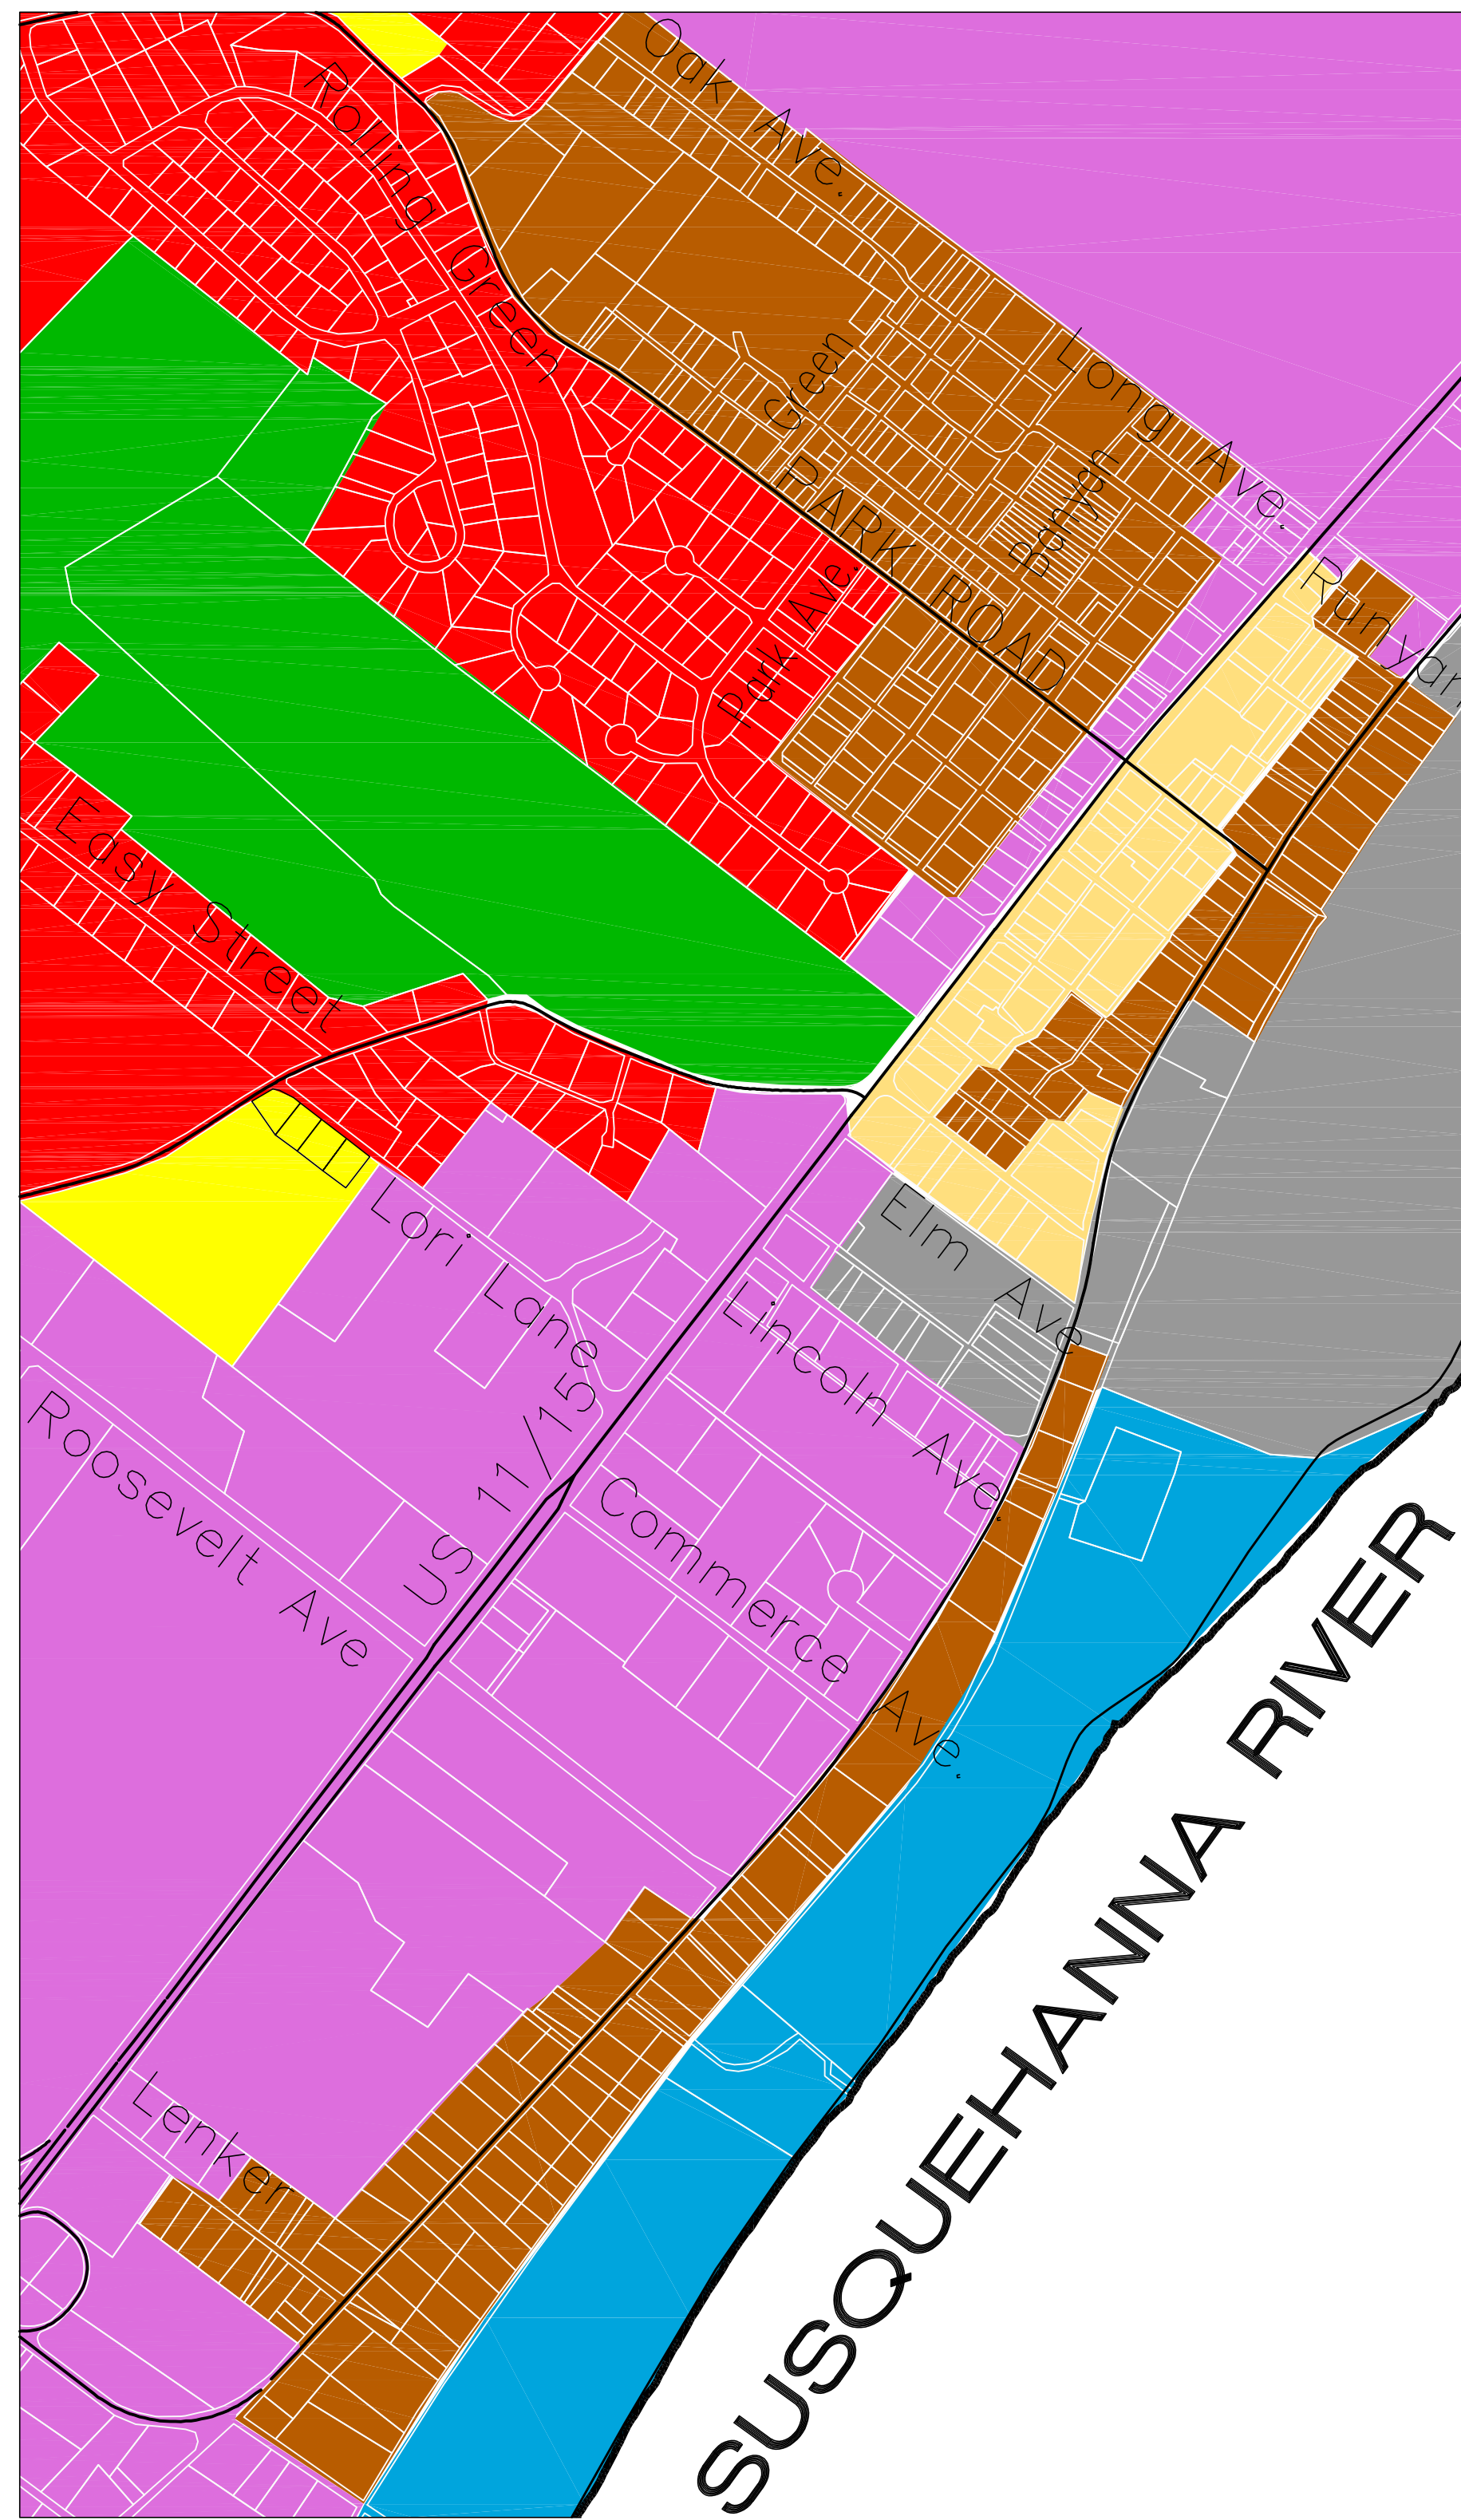 Oak Ave.
Rolling Green
Long Ave.
Green
Banyan
PARK ROAD
Park Ave.
Easy Street
Elm Ave
Lori Lane
Lincoln Ave.
Roosevelt Ave
US 11/15
Commerce Ave.
Lenker
SUSQUEHANNA RIVER